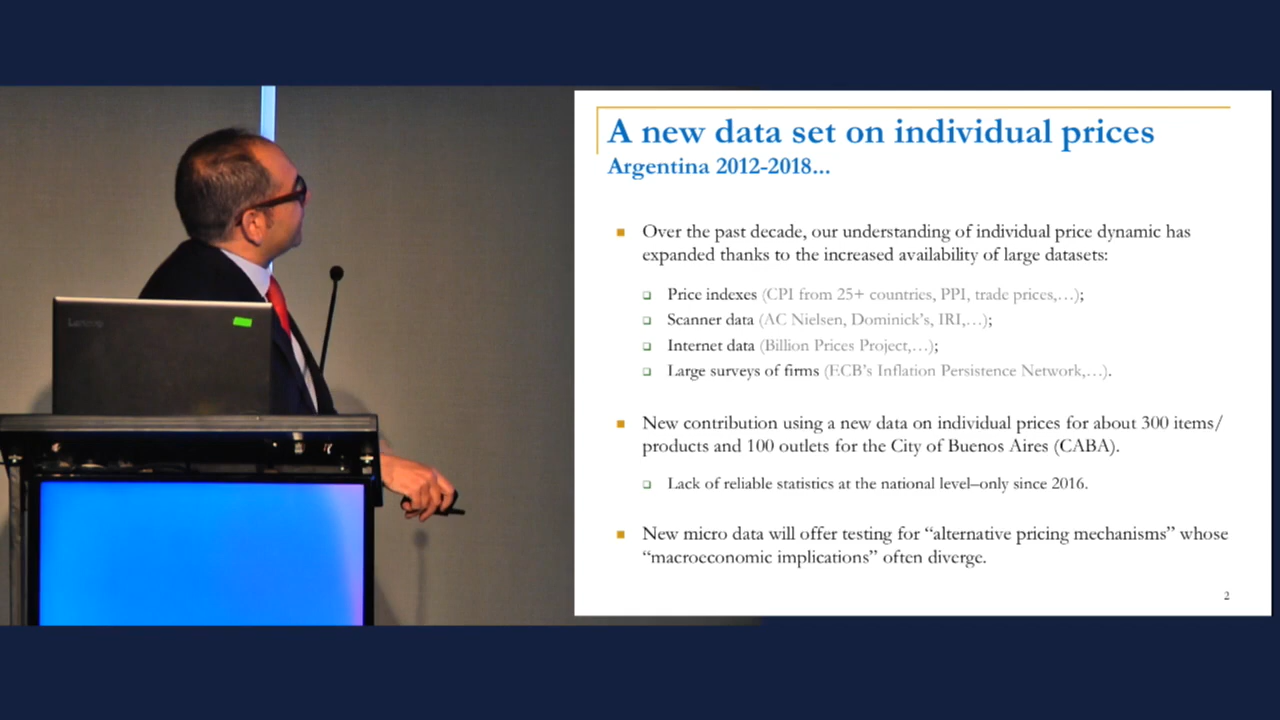 A new data set on individual prices
Argentina 2012-2018...
Over the past decade, our understanding of individual price dynamic has
expanded thanks to the increased availability of large datasets:
Price indexes (CPI from 25+ countries, PPI, trade prices,…);
Scanner data (AC Nielsen, Dominick's, IRI,…);
Internet data (Billion Prices Project,…);
Large surveys of firms (ECB's Inflation Persistence Network,…).
New contribution using a new data on individual prices for about 300 items/
products and 100 outlets for the City of Buenos Aires (CABA).
Lack of reliable statistics at the national level–only since 2016.
New micro data will offer testing for “alternative pricing mechanisms” whose
“macroeconomic implications” often diverge.
2
Lenovo